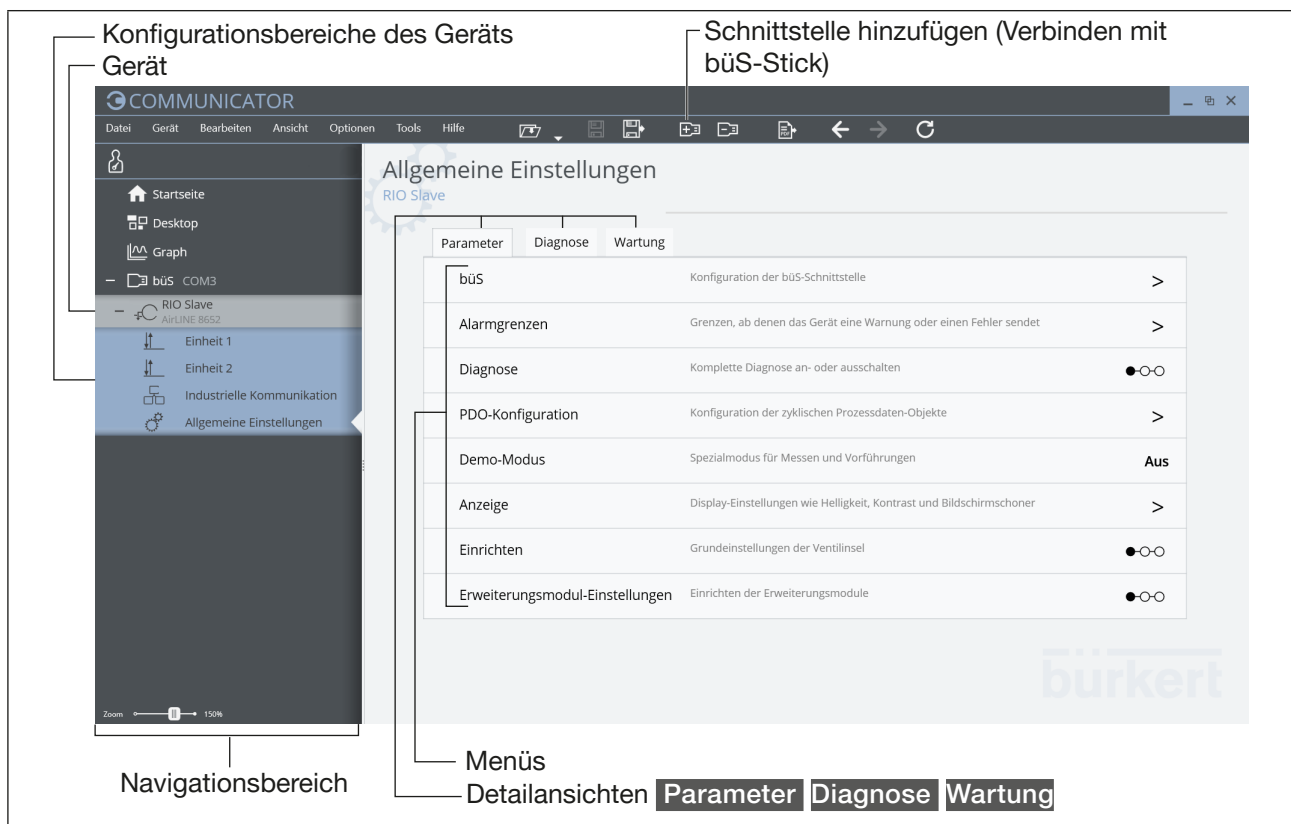 Konfigurationsbereiche des Geräts
Gerät
Schnittstelle hinzufügen (Verbinden mit
büS-Stick)
COMMUNICATOR
Datei Gerät Bearbeiten Ansicht Optionen Tools Hilfe
PDF
Startseite
Desktop
Graph
büS COM3
RIO Slave
AirLINE 8652
Einheit 1
Einheit 2
Industrielle Kommunikation
Allgemeine Einstellungen
Zoom 150%
Allgemeine Einstellungen
RIO Slave
Parameter Diagnose Wartung
büS Konfiguration der büS-Schnittstelle >
Alarmgrenzen Grenzen, ab denen das Gerät eine Warnung oder einen Fehler sendet >
Diagnose Komplette Diagnose an- oder ausschalten
PDO-Konfiguration Konfiguration der zyklischen Prozessdaten-Objekte >
Demo-Modus Spezialmodus für Messen und Vorführungen Aus
Anzeige Display-Einstellungen wie Helligkeit, Kontrast und Bildschirmschoner >
Einrichten Grundeinstellungen der Ventilinsel
Erweiterungsmodul-Einstellungen Einrichten der Erweiterungsmodule
bürkert
Navigationsbereich
Menüs
Detailansichten Parameter Diagnose Wartung